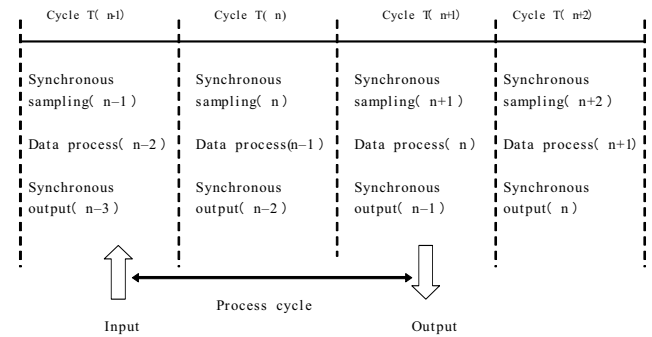 Cycle T( n-1) Cycle T( n) Cycle T( n+1) Cycle T( n+2)
Synchronous Synchronous Synchronous Synchronous
sampling( n–1 ) sampling( n ) sampling( n+1 ) sampling( n+2 )
Data process( n–2 ) Data process(n–1 ) Data process( n ) Data process( n+1)
Synchronous Synchronous Synchronous Synchronous
output( n–3 ) output( n–2 ) output( n–1 ) output( n )
Process cycle
Input Output